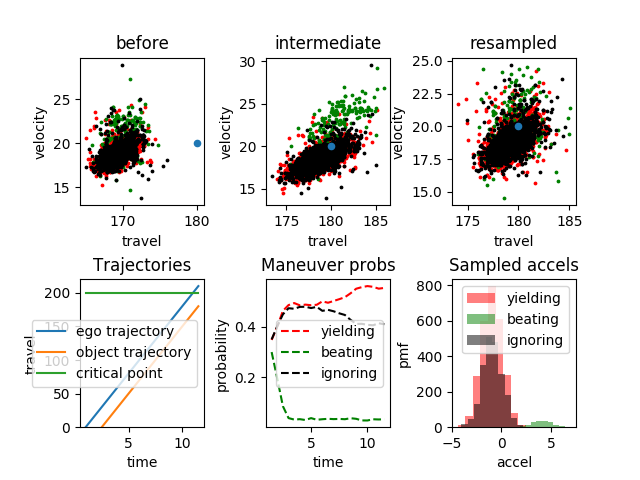 before
intermediate
resampled
velocity
25
20
15
170
180
travel
velocity
30
25
20
15
175
180
185
travel
velocity
25.0
22.5
20.0
17.5
15.0
175
180
185
travel
Trajectories
Maneuver probs
Sampled accels
travel
200
150
100
50
0
ego trajectory
object trajectory
critical point
5
10
time
probability
0.4
0.2
yielding
beating
ignoring
5
10
time
pmf
800
600
400
200
0
yielding
beating
ignoring
−5
0
5
accel